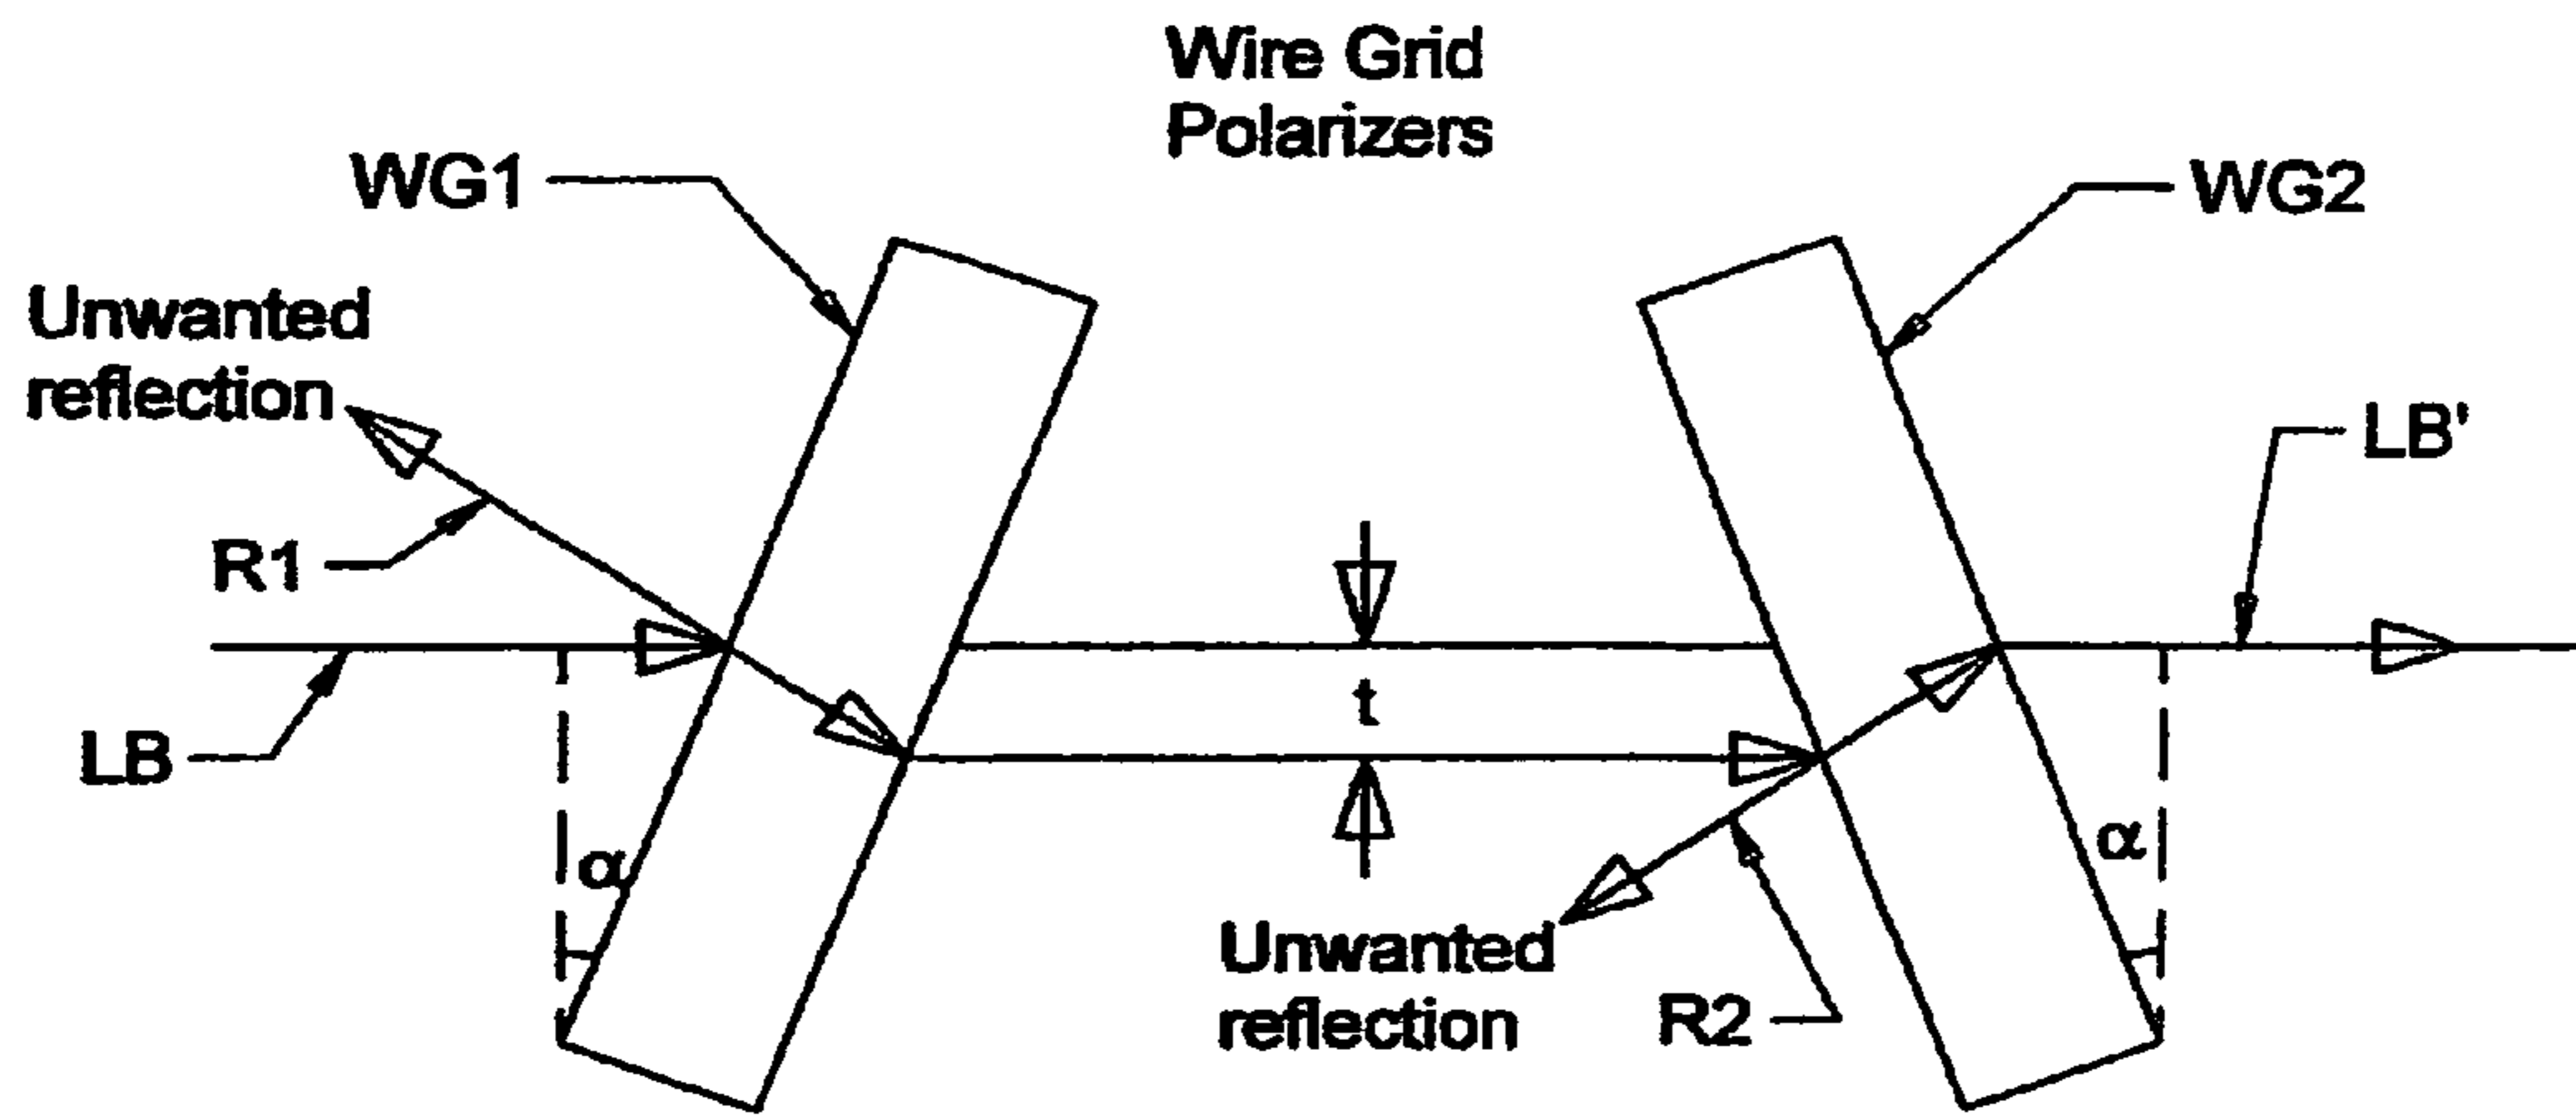 Wire Grid
Polarizers
WG1
WG2
Unwanted
reflection
LB'
R1
t
LB
α
α
Unwanted
reflection
R2